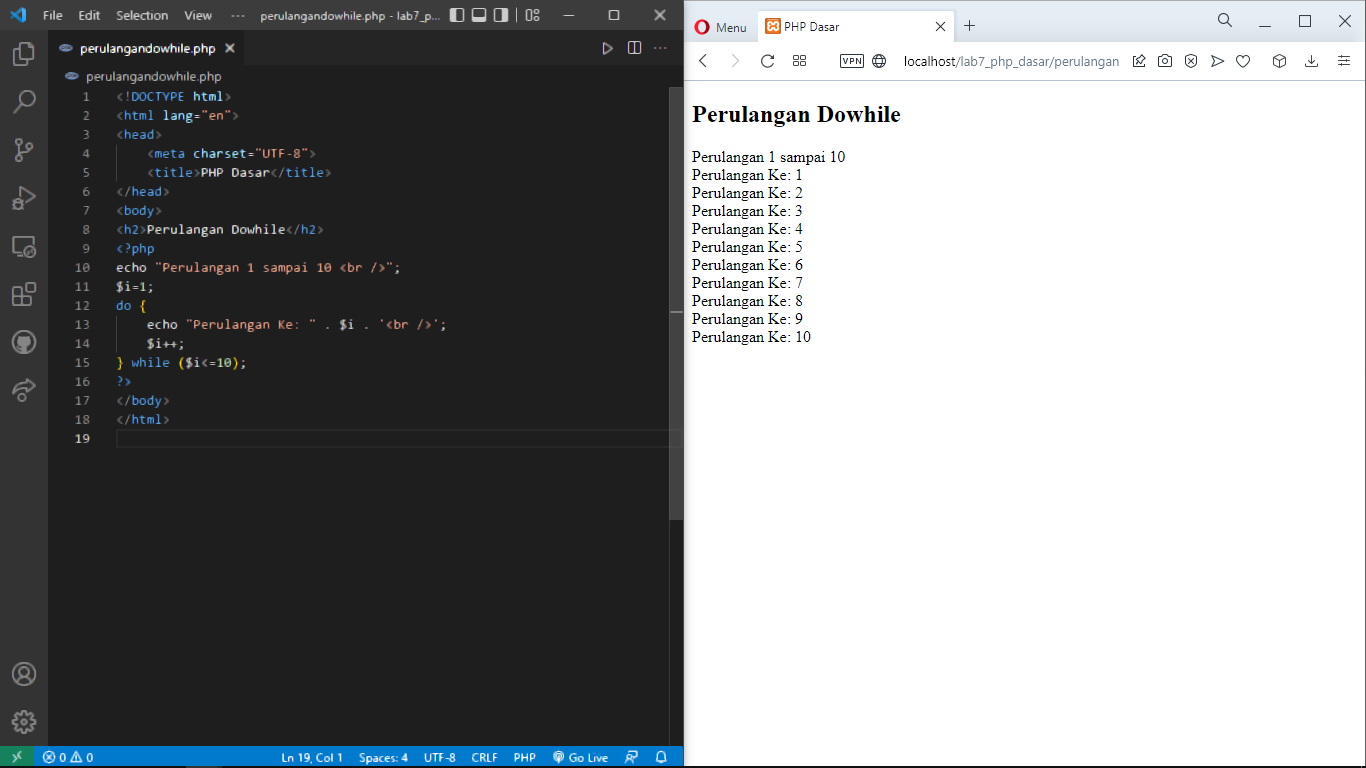 File Edit Selection View ··· perulangandowhile.php - lab7_p...
perulangandowhile.php
perulangandowhile.php
1 <!DOCTYPE html>
2 <html lang="en">
3 <head>
4 <meta charset="UTF-8">
5 <title>PHP Dasar</title>
6 </head>
7 <body>
8 <h2>Perulangan Dowhile</h2>
9 <?php
10 echo "Perulangan 1 sampai 10 <br />";
11 $i=1;
12 do {
13 echo "Perulangan Ke: " . $i . '<br />';
14 $i++;
15 } while ($i<=10);
16 ?>
17 </body>
18 </html>
19
0 0 Ln 19, Col 1 Spaces: 4 UTF-8 CRLF PHP Go Live
Menu PHP Dasar
VPN localhost/lab7_php_dasar/perulangan
Perulangan Dowhile
Perulangan 1 sampai 10
Perulangan Ke: 1
Perulangan Ke: 2
Perulangan Ke: 3
Perulangan Ke: 4
Perulangan Ke: 5
Perulangan Ke: 6
Perulangan Ke: 7
Perulangan Ke: 8
Perulangan Ke: 9
Perulangan Ke: 10